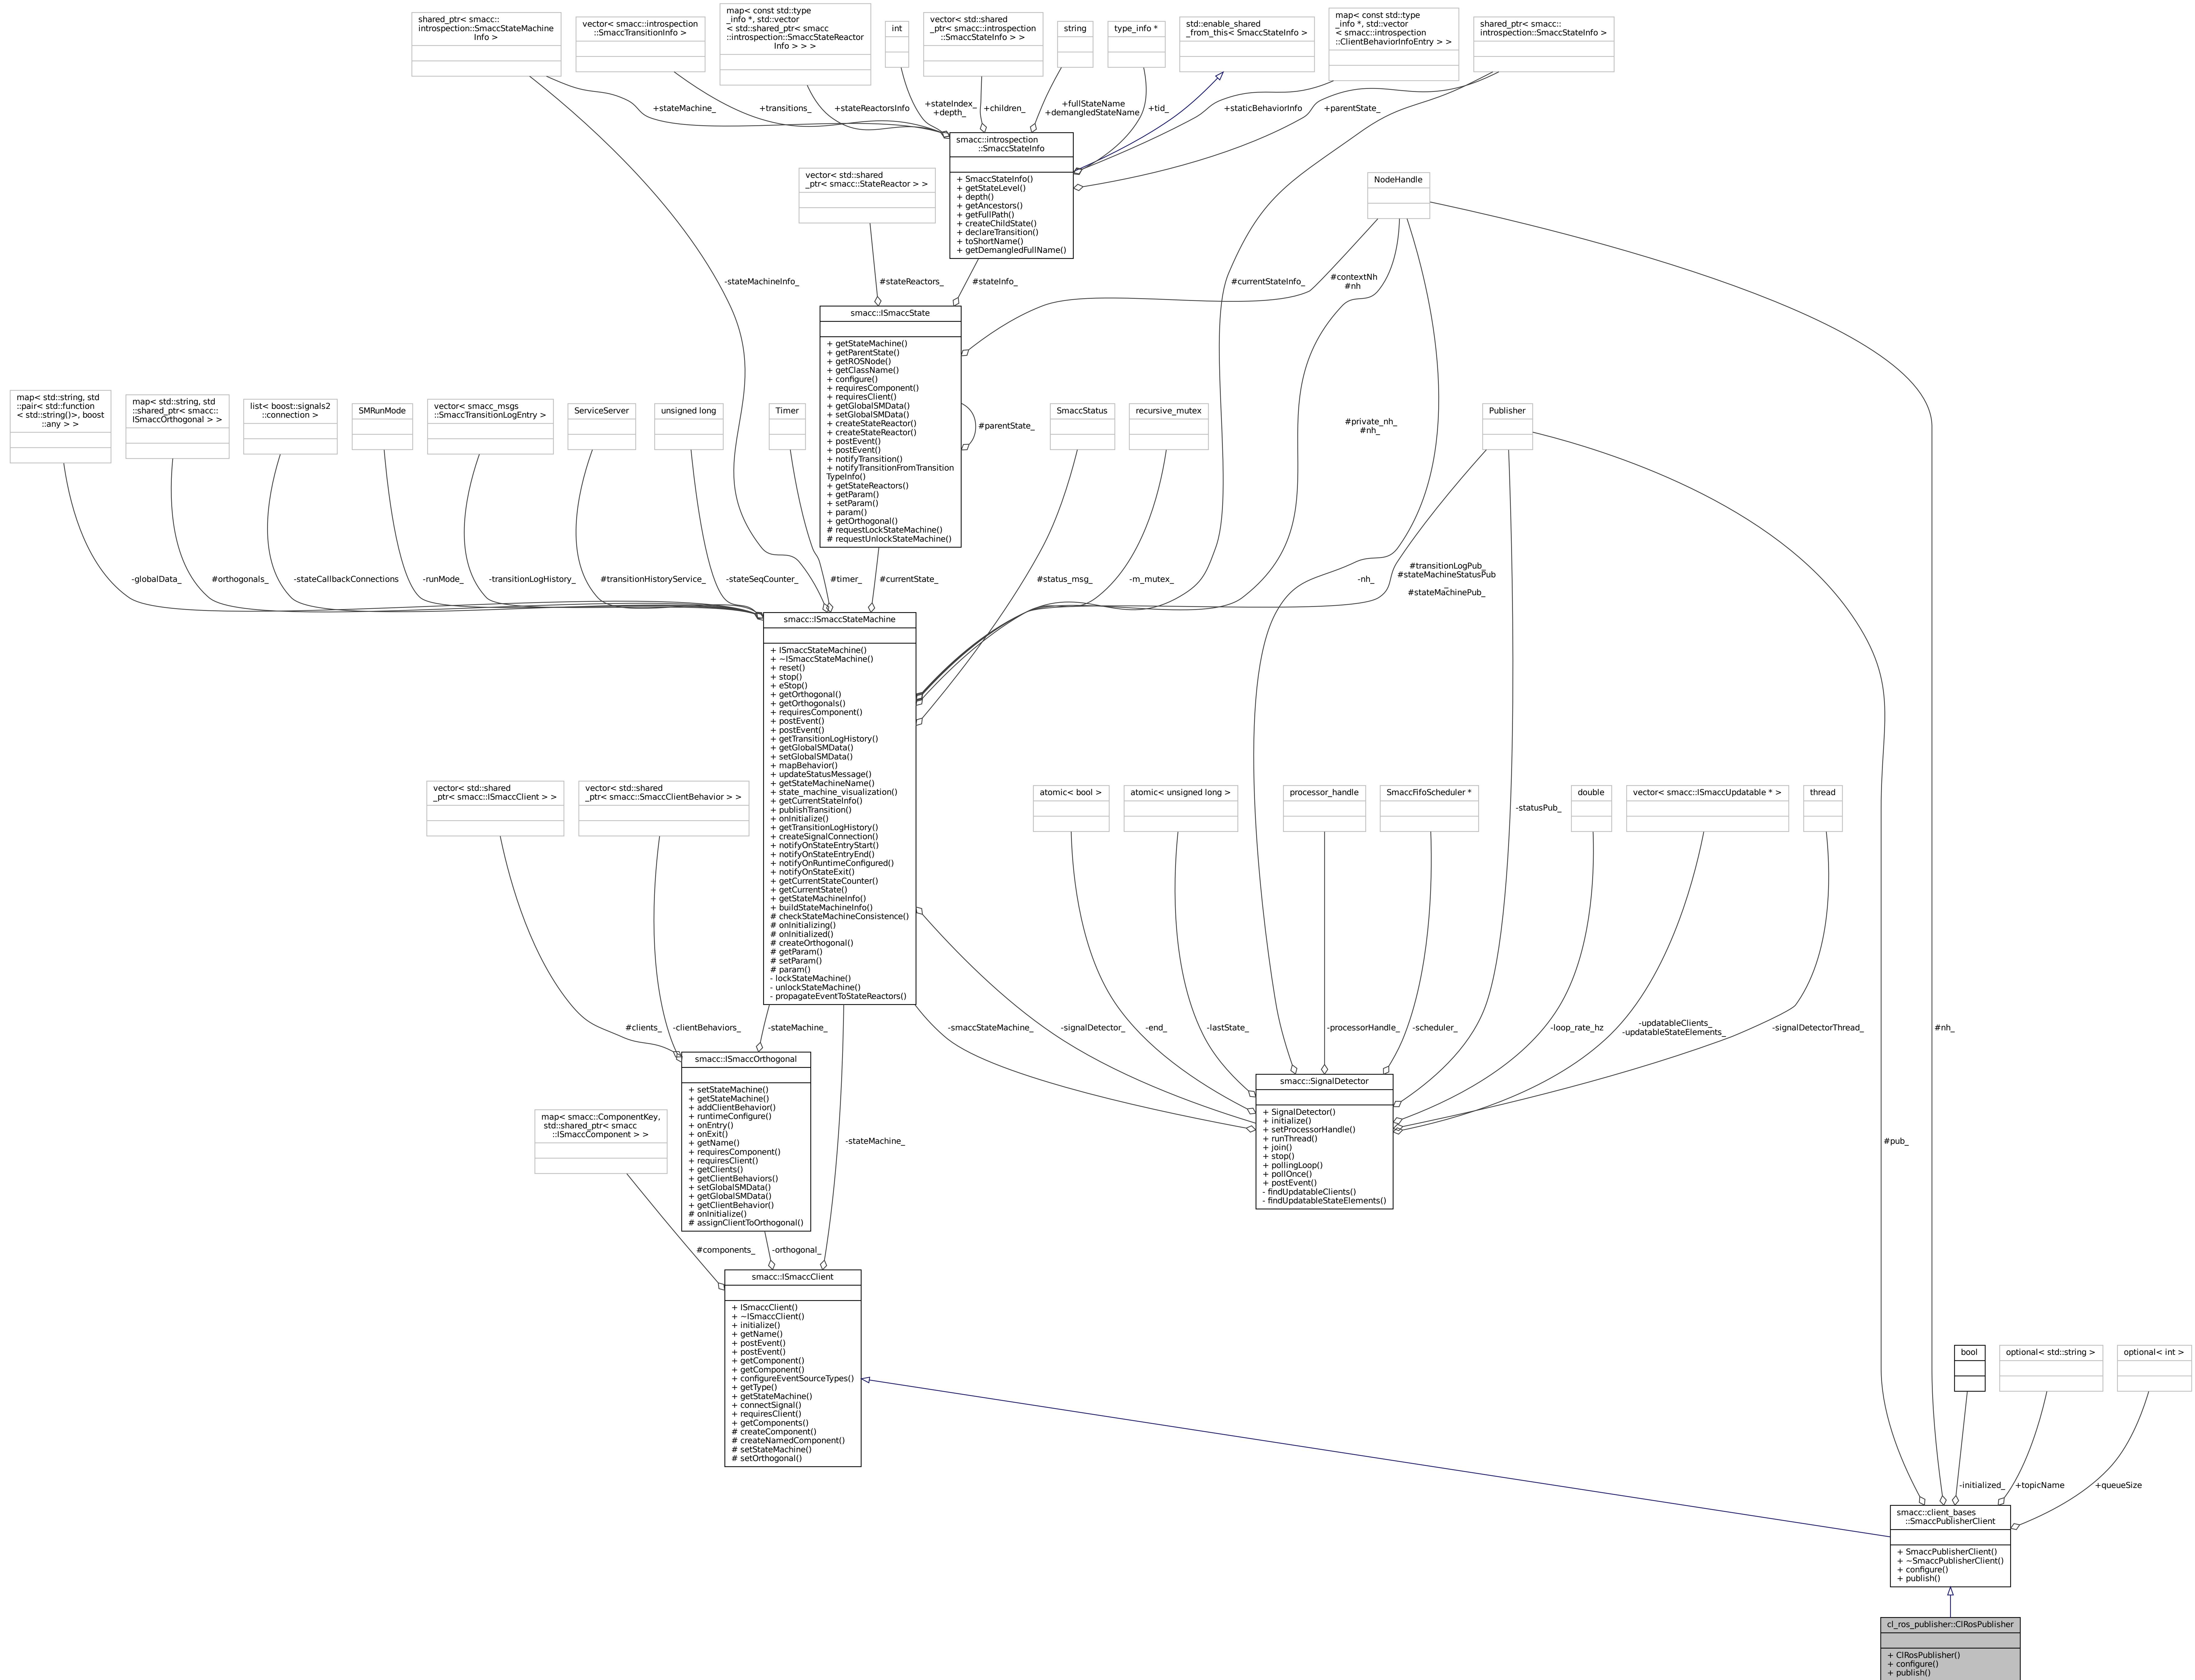 shared_ptr< smacc::
introspection::SmaccStateMachine
Info >
vector< smacc::introspection
::SmaccTransitionInfo >
map< const std::type
_info *, std::vector
< std::shared_ptr< smacc
::introspection::SmaccStateReactor
Info > > >
int
vector< std::shared
_ptr< smacc::introspection
::SmaccStateInfo > >
string
type_info *
std::enable_shared
_from_this< SmaccStateInfo >
map< const std::type
_info *, std::vector
< smacc::introspection
::ClientBehaviorInfoEntry > >
shared_ptr< smacc::
introspection::SmaccStateInfo >
+stateMachine_
+transitions_
+stateReactorsInfo
+stateIndex_
+depth_
+children_
+fullStateName
+demangledStateName
+tid_
+staticBehaviorInfo
+parentState_
smacc::introspection
::SmaccStateInfo
+ SmaccStateInfo()
+ getStateLevel()
+ depth()
+ getAncestors()
+ getFullPath()
+ createChildState()
+ declareTransition()
+ toShortName()
+ getDemangledFullName()
vector< std::shared
_ptr< smacc::StateReactor > >
NodeHandle
-stateMachineInfo_
#stateReactors_
#stateInfo_
#currentStateInfo_
#contextNh
#nh
smacc::ISmaccState
+ getStateMachine()
+ getParentState()
+ getROSNode()
+ getClassName()
+ configure()
+ requiresComponent()
+ requiresClient()
+ getGlobalSMData()
+ setGlobalSMData()
+ createStateReactor()
+ createStateReactor()
+ postEvent()
+ postEvent()
+ notifyTransition()
+ notifyTransitionFromTransition
TypeInfo()
+ getStateReactors()
+ getParam()
+ setParam()
+ param()
+ getOrthogonal()
# requestLockStateMachine()
# requestUnlockStateMachine()
#parentState_
map< std::string, std
::pair< std::function
< std::string()>, boost
::any > >
map< std::string, std
::shared_ptr< smacc::
ISmaccOrthogonal > >
list< boost::signals2
::connection >
SMRunMode
vector< smacc_msgs
::SmaccTransitionLogEntry >
ServiceServer
unsigned long
Timer
SmaccStatus
recursive_mutex
Publisher
#private_nh_
#nh_
-globalData_
#orthogonals_
-stateCallbackConnections
-runMode_
-transitionLogHistory_
#transitionHistoryService_
-stateSeqCounter_
#timer_
#currentState_
#status_msg_
-m_mutex_
-nh_
#transitionLogPub_
#stateMachineStatusPub
_
#stateMachinePub_
smacc::ISmaccStateMachine
+ ISmaccStateMachine()
+ ~ISmaccStateMachine()
+ reset()
+ stop()
+ eStop()
+ getOrthogonal()
+ getOrthogonals()
+ requiresComponent()
+ postEvent()
+ postEvent()
+ getTransitionLogHistory()
+ getGlobalSMData()
+ setGlobalSMData()
+ mapBehavior()
+ updateStatusMessage()
+ getStateMachineName()
+ state_machine_visualization()
+ getCurrentStateInfo()
+ publishTransition()
+ onInitialize()
+ getTransitionLogHistory()
+ createSignalConnection()
+ notifyOnStateEntryStart()
+ notifyOnStateEntryEnd()
+ notifyOnRuntimeConfigured()
+ notifyOnStateExit()
+ getCurrentStateCounter()
+ getCurrentState()
+ getStateMachineInfo()
+ buildStateMachineInfo()
# checkStateMachineConsistence()
# onInitializing()
# onInitialized()
# createOrthogonal()
# getParam()
# setParam()
# param()
- lockStateMachine()
- unlockStateMachine()
- propagateEventToStateReactors()
vector< std::shared
_ptr< smacc::ISmaccClient > >
vector< std::shared
_ptr< smacc::SmaccClientBehavior > >
atomic< bool >
atomic< unsigned long >
processor_handle
SmaccFifoScheduler *
double
vector< smacc::ISmaccUpdatable * >
thread
-statusPub_
#clients_
-clientBehaviors_
-stateMachine_
-smaccStateMachine_
-signalDetector_
-end_
-lastState_
-processorHandle_
-scheduler_
-loop_rate_hz
-updatableClients_
-updatableStateElements_
-signalDetectorThread_
#nh_
smacc::ISmaccOrthogonal
+ setStateMachine()
+ getStateMachine()
+ addClientBehavior()
+ runtimeConfigure()
+ onEntry()
+ onExit()
+ getName()
+ requiresComponent()
+ requiresClient()
+ getClients()
+ getClientBehaviors()
+ setGlobalSMData()
+ getGlobalSMData()
+ getClientBehavior()
# onInitialize()
# assignClientToOrthogonal()
smacc::SignalDetector
+ SignalDetector()
+ initialize()
+ setProcessorHandle()
+ runThread()
+ join()
+ stop()
+ pollingLoop()
+ pollOnce()
+ postEvent()
- findUpdatableClients()
- findUpdatableStateElements()
map< smacc::ComponentKey,
std::shared_ptr< smacc
::ISmaccComponent > >
-stateMachine_
#pub_
#components_
-orthogonal_
smacc::ISmaccClient
+ ISmaccClient()
+ ~ISmaccClient()
+ initialize()
+ getName()
+ postEvent()
+ postEvent()
+ getComponent()
+ getComponent()
+ configureEventSourceTypes()
+ getType()
+ getStateMachine()
+ connectSignal()
+ requiresClient()
+ getComponents()
# createComponent()
# createNamedComponent()
# setStateMachine()
# setOrthogonal()
bool
optional< std::string >
optional< int >
-initialized_
+topicName
+queueSize
smacc::client_bases
::SmaccPublisherClient
+ SmaccPublisherClient()
+ ~SmaccPublisherClient()
+ configure()
+ publish()
cl_ros_publisher::ClRosPublisher
+ ClRosPublisher()
+ configure()
+ publish()